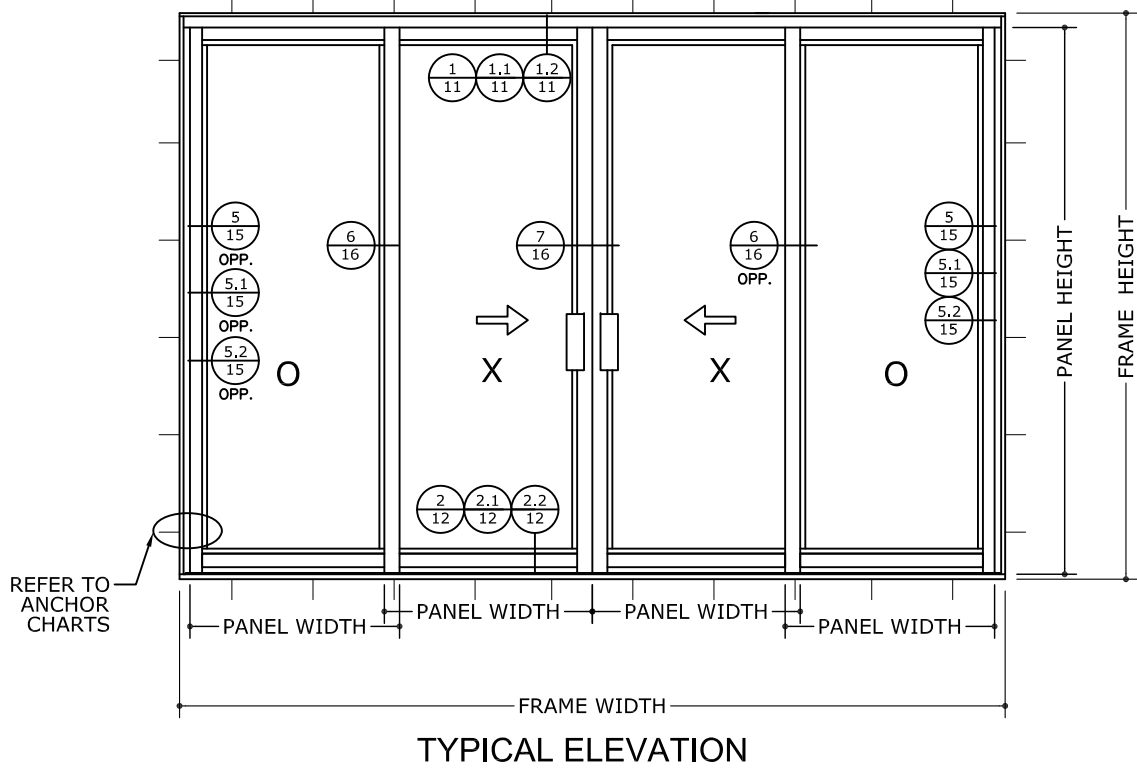 1 1.1 1.2
11 11 11
5
15
OPP.
5.1
15
OPP.
5.2
15
OPP.
6
16
7
16
6
16
OPP.
5
15
5.1
15
5.2
15
O
X
X
O
2 2.1 2.2
12 12 12
PANEL HEIGHT
FRAME HEIGHT
REFER TO
ANCHOR
CHARTS
PANEL WIDTH
PANEL WIDTH
PANEL WIDTH
PANEL WIDTH
FRAME WIDTH
TYPICAL ELEVATION